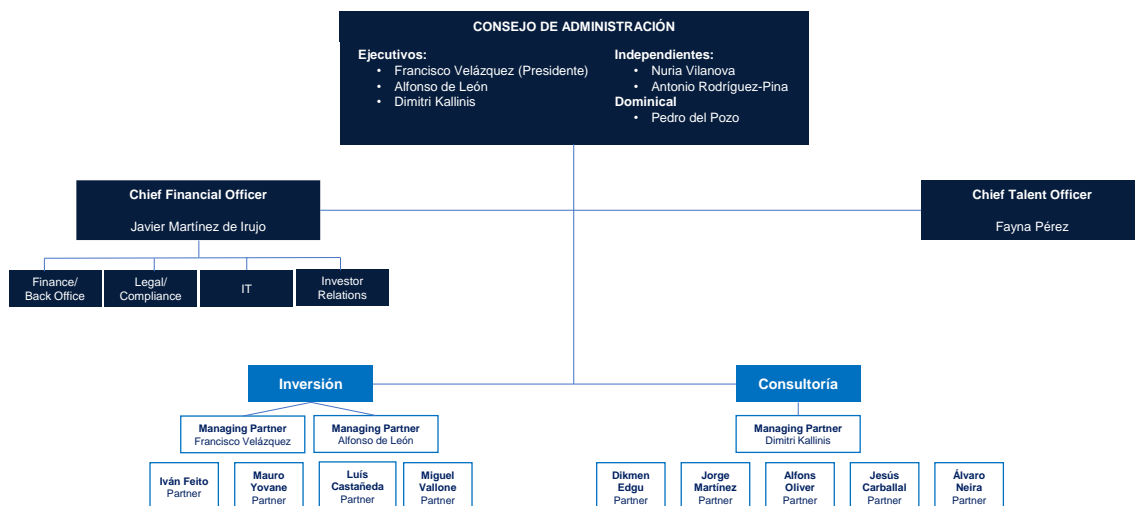 CONSEJO DE ADMINISTRACIÓN
Ejecutivos:
• Francisco Velázquez (Presidente)
• Alfonso de León
• Dimitri Kallinis
Independientes:
• Nuria Vilanova
• Antonio Rodríguez-Pina
Dominical
• Pedro del Pozo
Chief Financial Officer
Javier Martínez de Irujo
Chief Talent Officer
Fayna Pérez
Finance/
Back Office
Legal/
Compliance
IT
Investor
Relations
Inversión
Consultoría
Managing Partner
Francisco Velázquez
Managing Partner
Alfonso de León
Managing Partner
Dimitri Kallinis
Iván Feito
Partner
Mauro
Yovane
Partner
Luís
Castañeda
Partner
Miguel
Vallone
Partner
Dikmen
Edgu
Partner
Jorge
Martínez
Partner
Alfons
Oliver
Partner
Jesús
Carballal
Partner
Álvaro
Neira
Partner